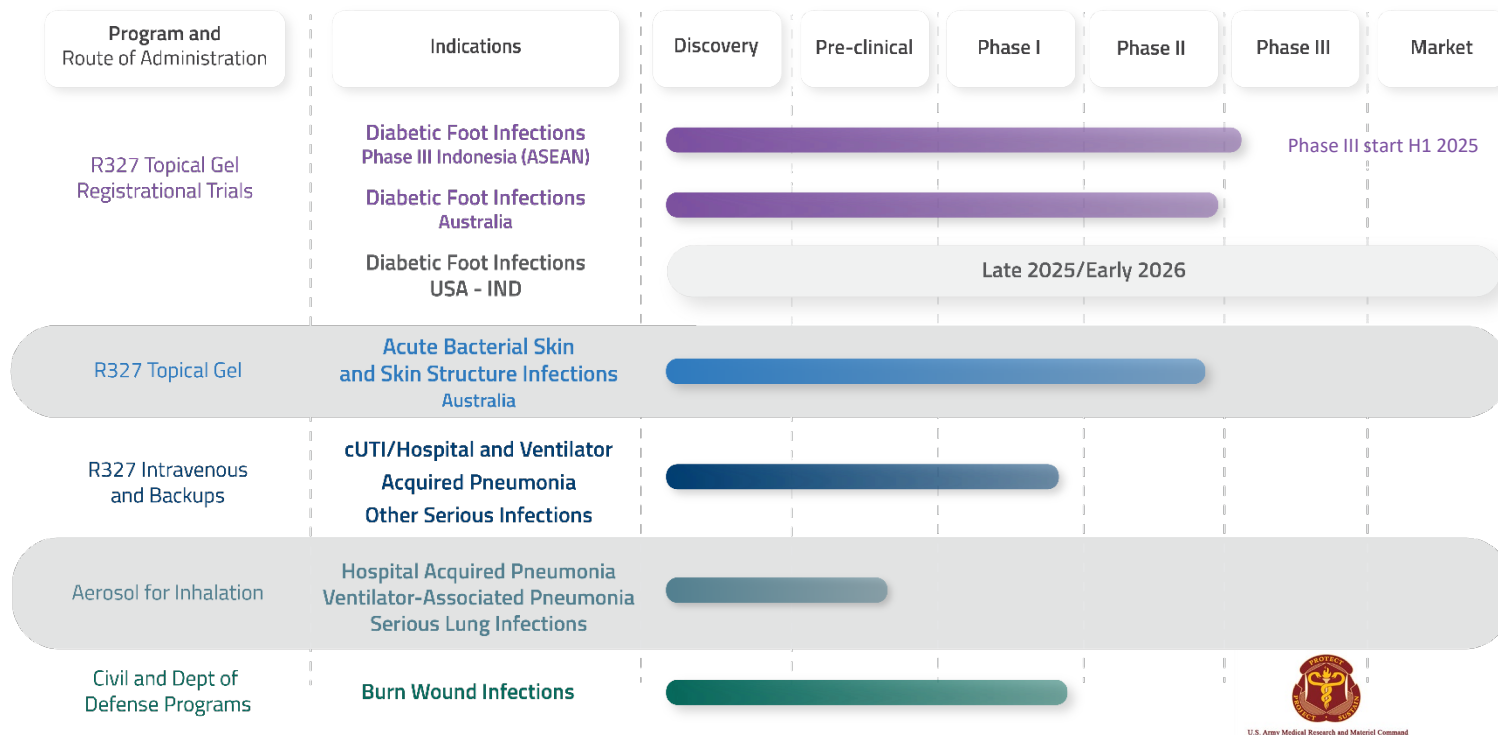 Program and
Route of Administration
Indications
Discovery
Pre-clinical
Phase I
Phase II
Phase III
Market
R327 Topical Gel
Registrational Trials
Diabetic Foot Infections
Phase III Indonesia (ASEAN)
Phase III start H1 2025
Diabetic Foot Infections
Australia
Diabetic Foot Infections
USA - IND
Late 2025/Early 2026
R327 Topical Gel
Acute Bacterial Skin
and Skin Structure Infections
Australia
R327 Intravenous
and Backups
cUTI/Hospital and Ventilator
Acquired Pneumonia
Other Serious Infections
Aerosol for Inhalation
Hospital Acquired Pneumonia
Ventilator-Associated Pneumonia
Serious Lung Infections
Civil and Dept of
Defense Programs
Burn Wound Infections
PROTECT
PROJECT
SUSTAIN
U.S. Army Medical Research and Materiel Command